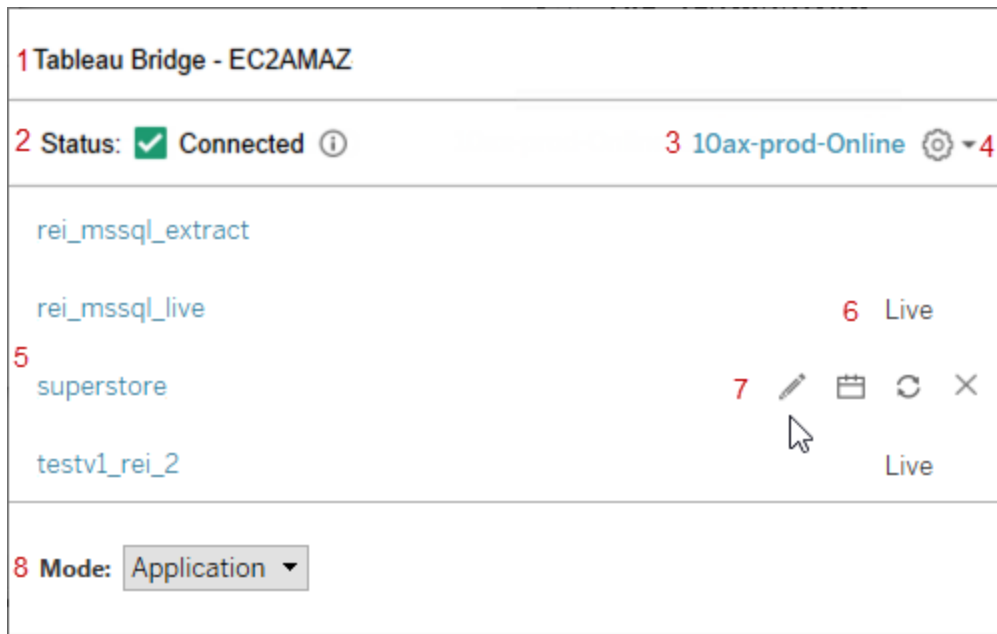 1 Tableau Bridge - EC2AMAZ
2 Status: Connected 3 10ax-prod-Online 4
rei_mssql_extract
rei_mssql_live 6 Live
5
superstore 7
testv1_rei_2 Live
8 Mode: Application